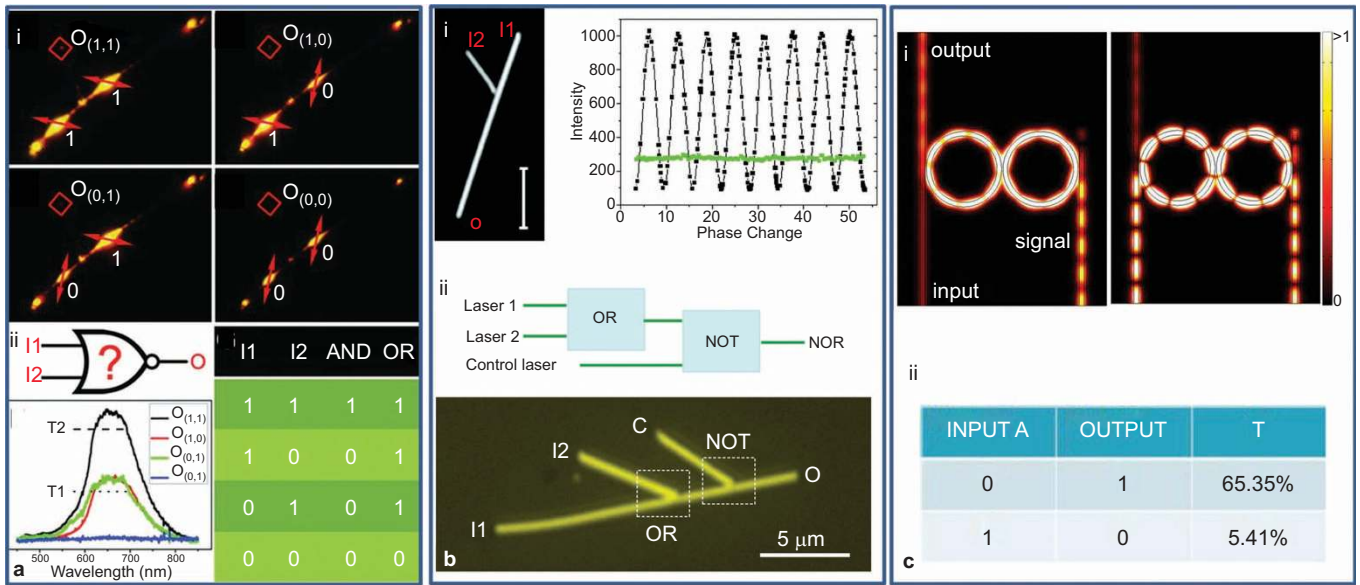 i
O(1,1)
1
1
O(1,0)
0
1
O(0,1)
1
0
O(0,0)
0
0
ii
I1
I2
?
O
T2
T1
O(1,1)
O(1,0)
O(0,1)
O(0,1)
500 600 700 800
Wavelength (nm)
a
I1 I2 AND OR
1 1 1 1
1 0 0 1
0 1 0 1
0 0 0 0
i
I1
I2
o
1000
800
600
400
200
0
Intensity
0 10 20 30 40 50
Phase Change
ii
Laser 1
Laser 2
Control laser
OR
NOT
NOR
C
NOT
I2
O
OR
I1
5 μm
b
i
output
signal
input
>1
0
ii
INPUT A OUTPUT T
0 1 65.35%
1 0 5.41%
c